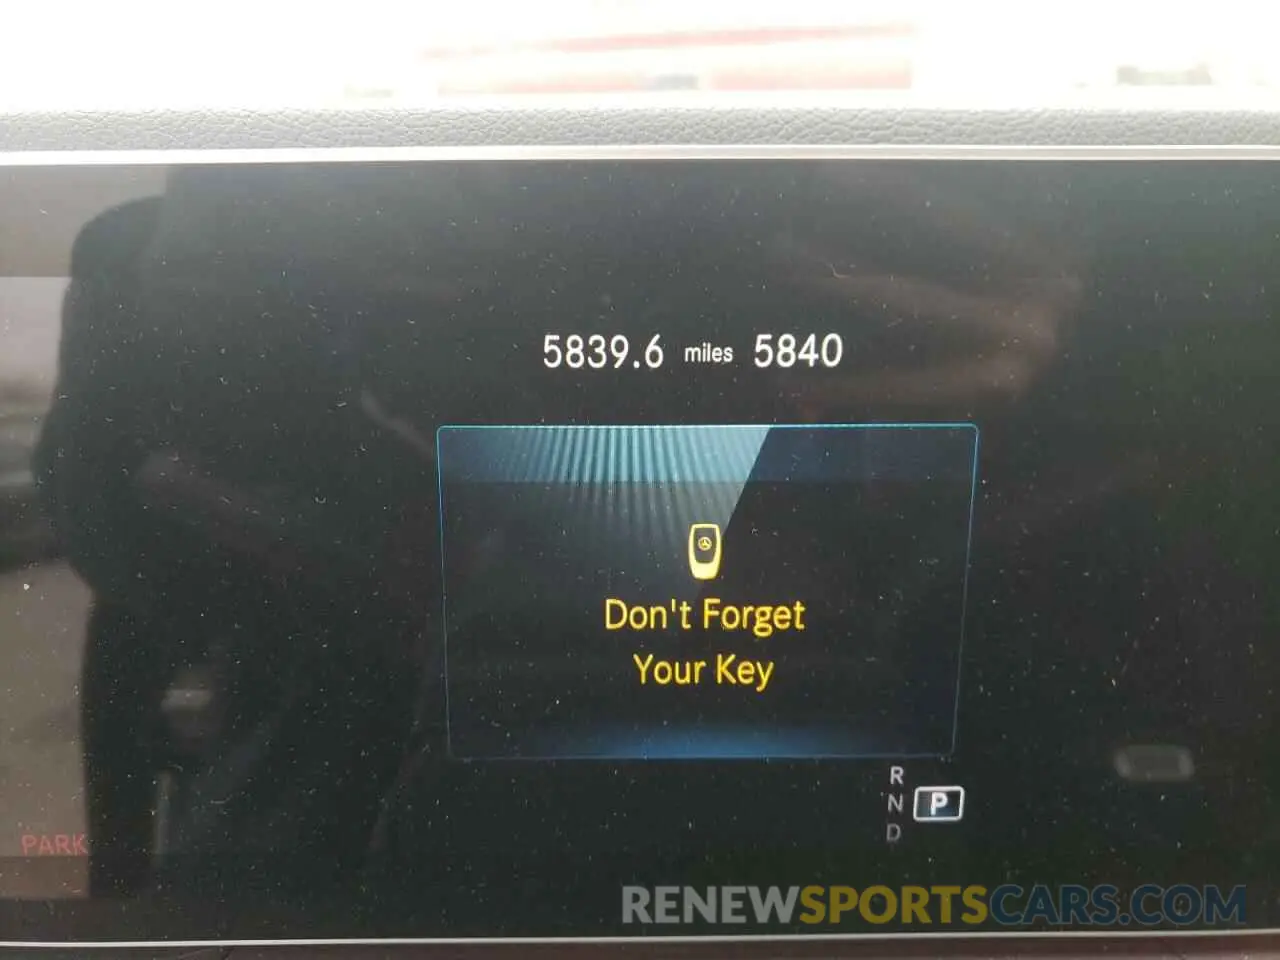 5839.6 miles 5840
Don't Forget
Your Key
R
N
P
D
PARK
RENEWSPORTSCARS.COM